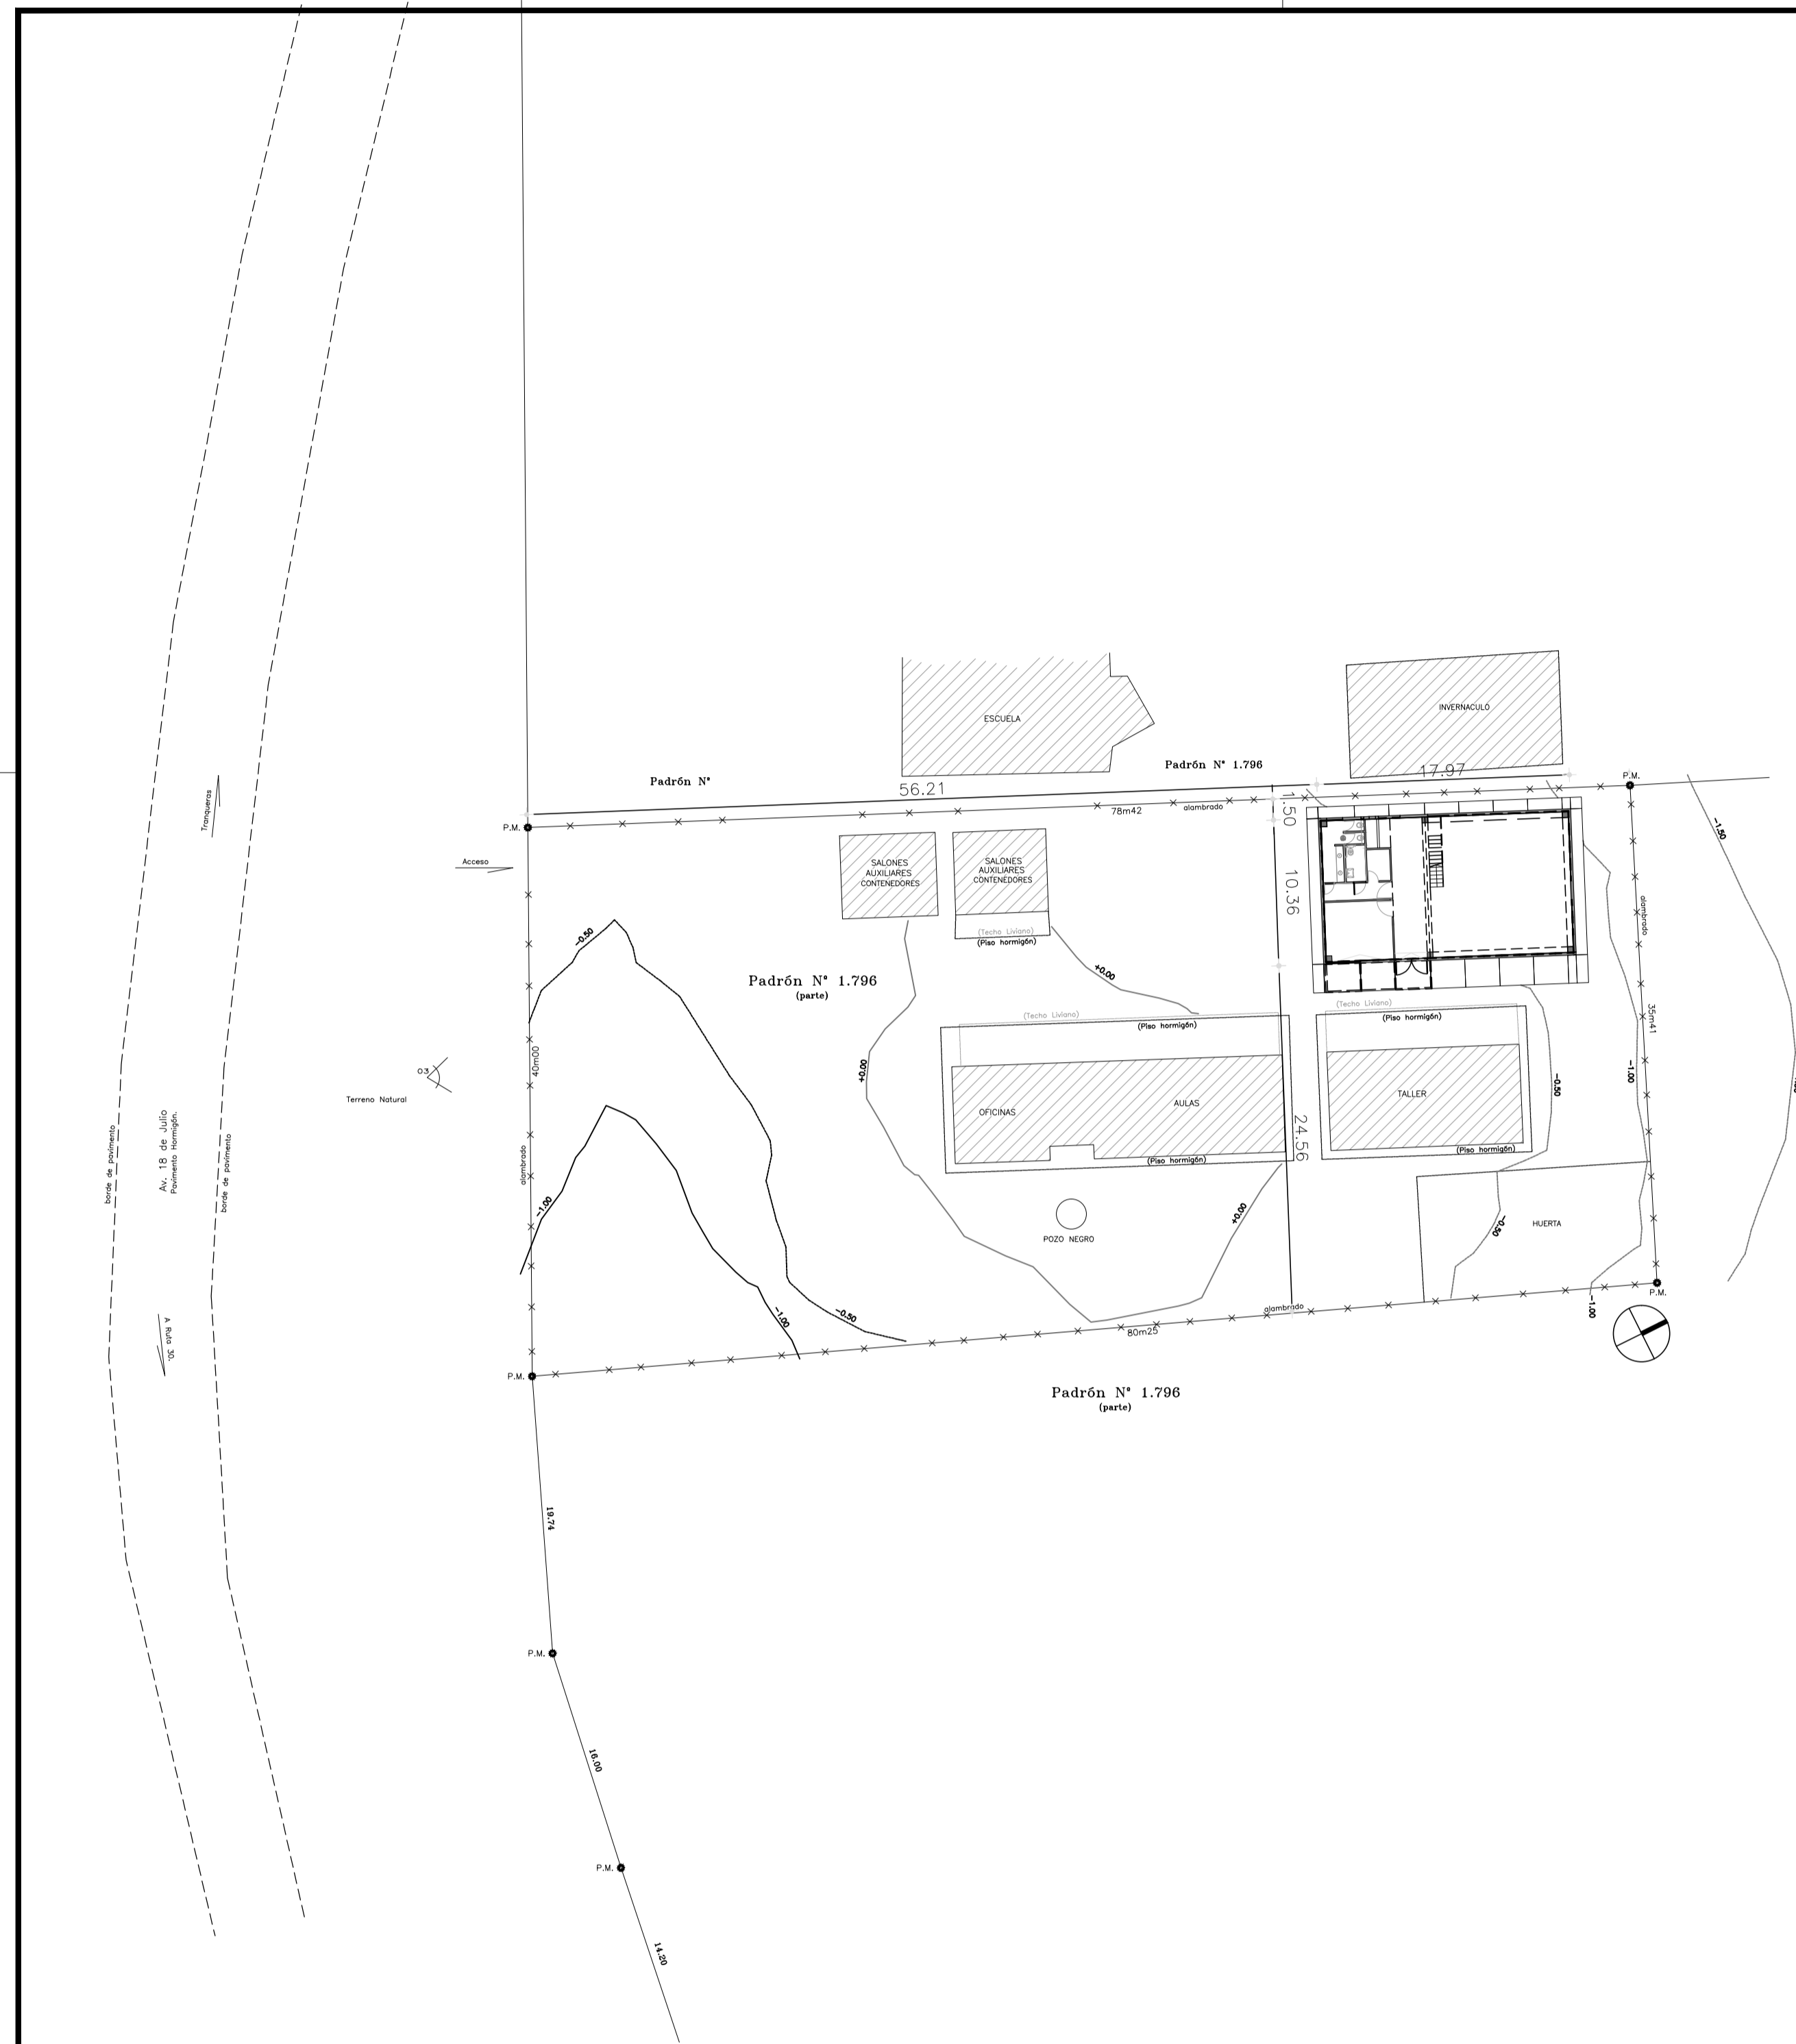 ESCUELA
INVERNACULO
Padrón N° 1.796
Padrón N°
17.97
56.21
P.M.
78m42
alambrado
1.50
-1.50
P.M.
Tranqueras
Acceso
SALONES
AUXILIARES
CONTENEDORES
SALONES
AUXILIARES
CONTENEDORES
10.36
alambrado
(Techo Liviano)
(Piso hormigón)
-0.50
+0.00
Padrón N° 1.796
(parte)
(Techo Liviano)
(Piso hormigón)
(Techo Liviano)
(Piso hormigón)
35m41
40m00
03
Terreno Natural
+0.00
-0.50
-1.00
OFICINAS
AULAS
TALLER
24.56
(Piso hormigón)
(Piso hormigón)
borde de pavimento
Av. 18 de Julio
Pavimento Hormigón.
borde de pavimento
alambrado
-1.00
+0.00
-0.50
HUERTA
POZO NEGRO
A Ruta 30.
-1.00
-0.50
80m25
alambrado
-1.00
P.M.
P.M.
Padrón N° 1.796
(parte)
19.74
P.M.
16.00
P.M.
14.20